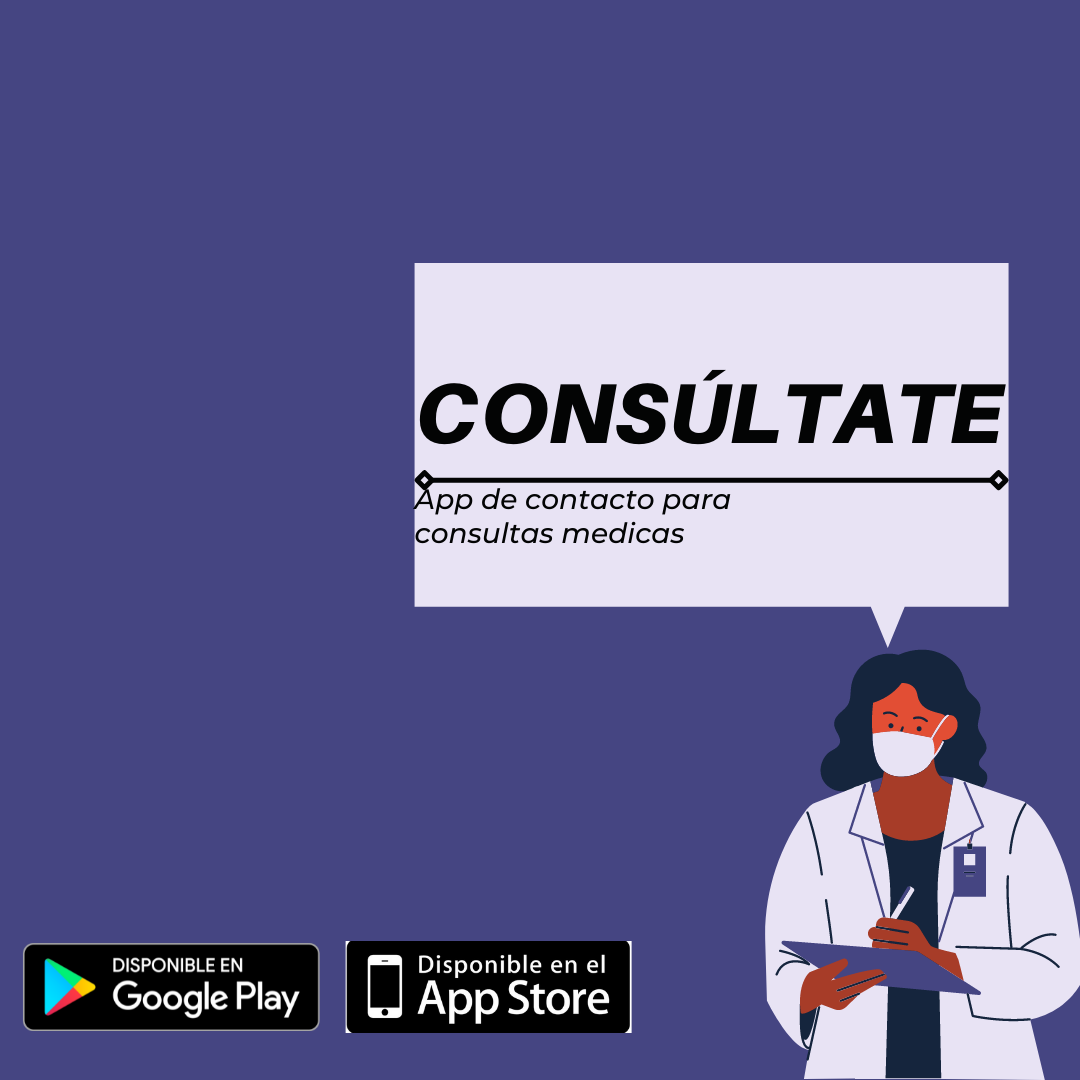 CONSÚLTATE
App de contacto para
consultas medicas
DISPONIBLE EN
Google Play
Disponible en el
App Store